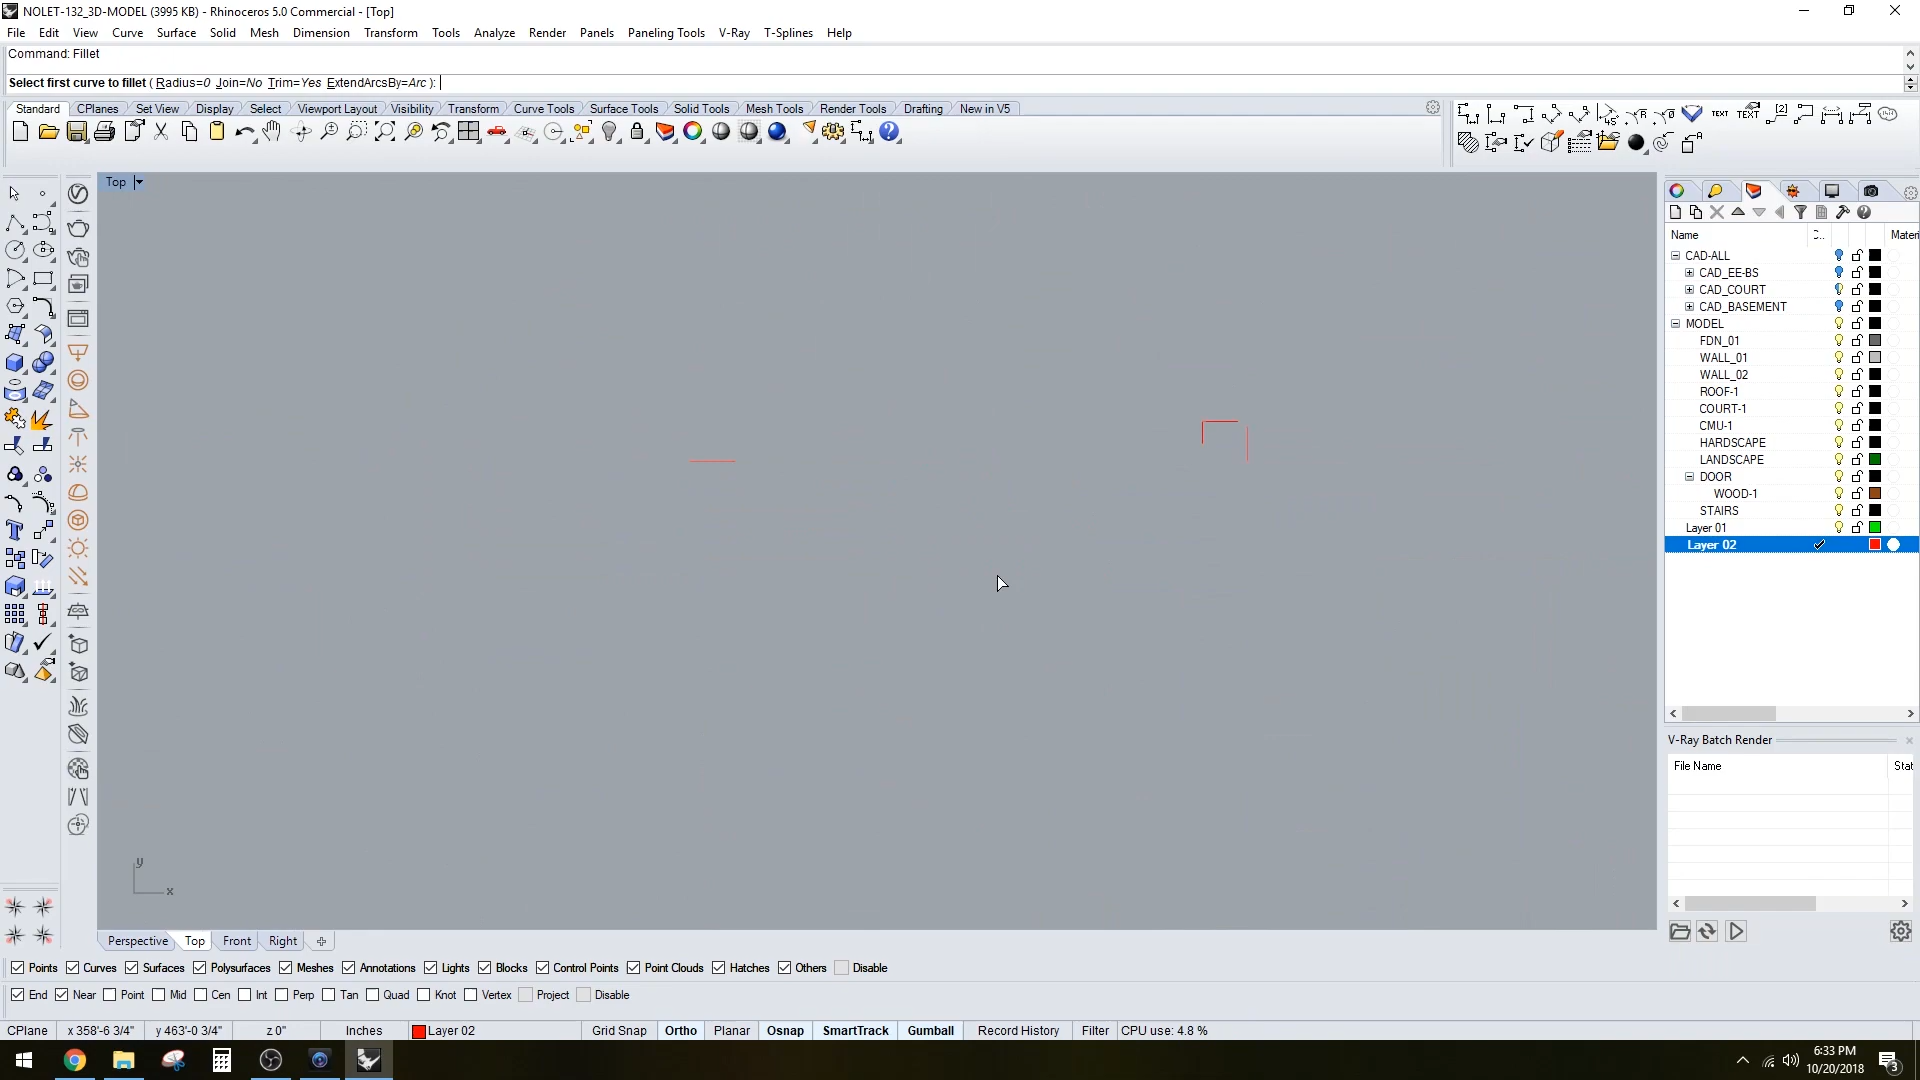 NOLET-132_3D-MODEL (3995 KB) - Rhinoceros 5.0 Commercial - [Top]
File Edit View Curve Surface Solid Mesh Dimension Transform Tools Analyze Render Panels Paneling Tools V-Ray T-Splines Help
Command: Fillet
Select first curve to fillet ( Radius=0 Join=No Trim=Yes ExtendArcsBy=Arc ):
Standard CPlanes Set View Display Select Viewport Layout Visibility Transform Curve Tools Surface Tools Solid Tools Mesh Tools Render Tools Drafting New in V5
TEXT TEXT
Top
Name C.. Materi
CAD-ALL
CAD_EE-BS
CAD_COURT
CAD_BASEMENT
MODEL
FDN_01
WALL_01
WALL_02
ROOF-1
COURT-1
CMU-1
HARDSCAPE
LANDSCAPE
DOOR
WOOD-1
STAIRS
Layer 01
Layer 02
V-Ray Batch Render
File Name Stat
y
x
Perspective Top Front Right
Points Curves Surfaces Polysurfaces Meshes Annotations Lights Blocks Control Points Point Clouds Hatches Others Disable
End Near Point Mid Cen Int Perp Tan Quad Knot Vertex Project Disable
CPlane x 358'-6 3/4" y 463'-0 3/4" z 0" Inches Layer 02 Grid Snap Ortho Planar Osnap SmartTrack Gumball Record History Filter CPU use: 4.8 %
6:33 PM
10/20/2018
3